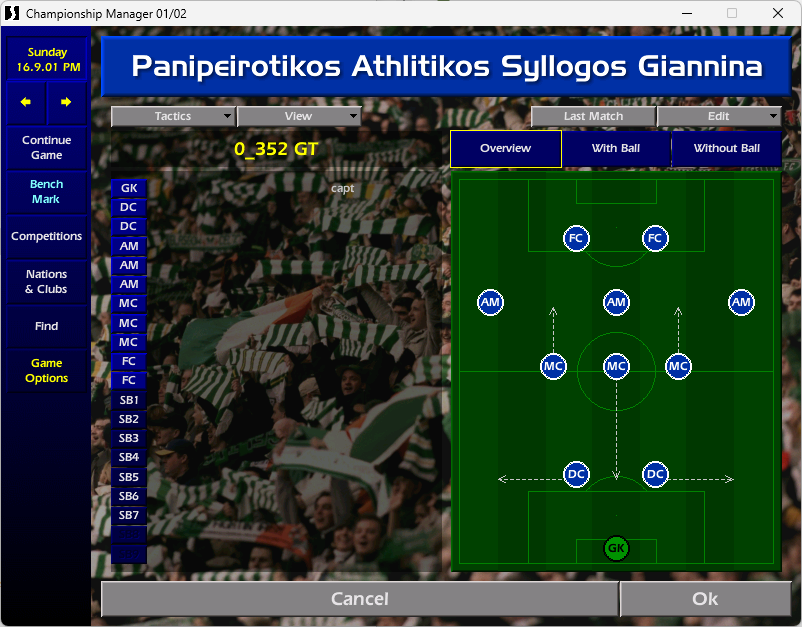 Championship Manager 01/02
Sunday
16.9.01 PM
Panipeirotikos Athlitikos Syllogos Giannina
Continue
Game
Bench
Mark
Competitions
Nations
& Clubs
Find
Game
Options
Tactics
View
Last Match
Edit
0_352 GT
Overview
With Ball
Without Ball
GK capt
DC
DC
AM
AM
AM
MC
MC
MC
FC
FC
SB1
SB2
SB3
SB4
SB5
SB6
SB7
FC FC
AM AM AM
MC MC MC
DC DC
GK
Cancel
Ok